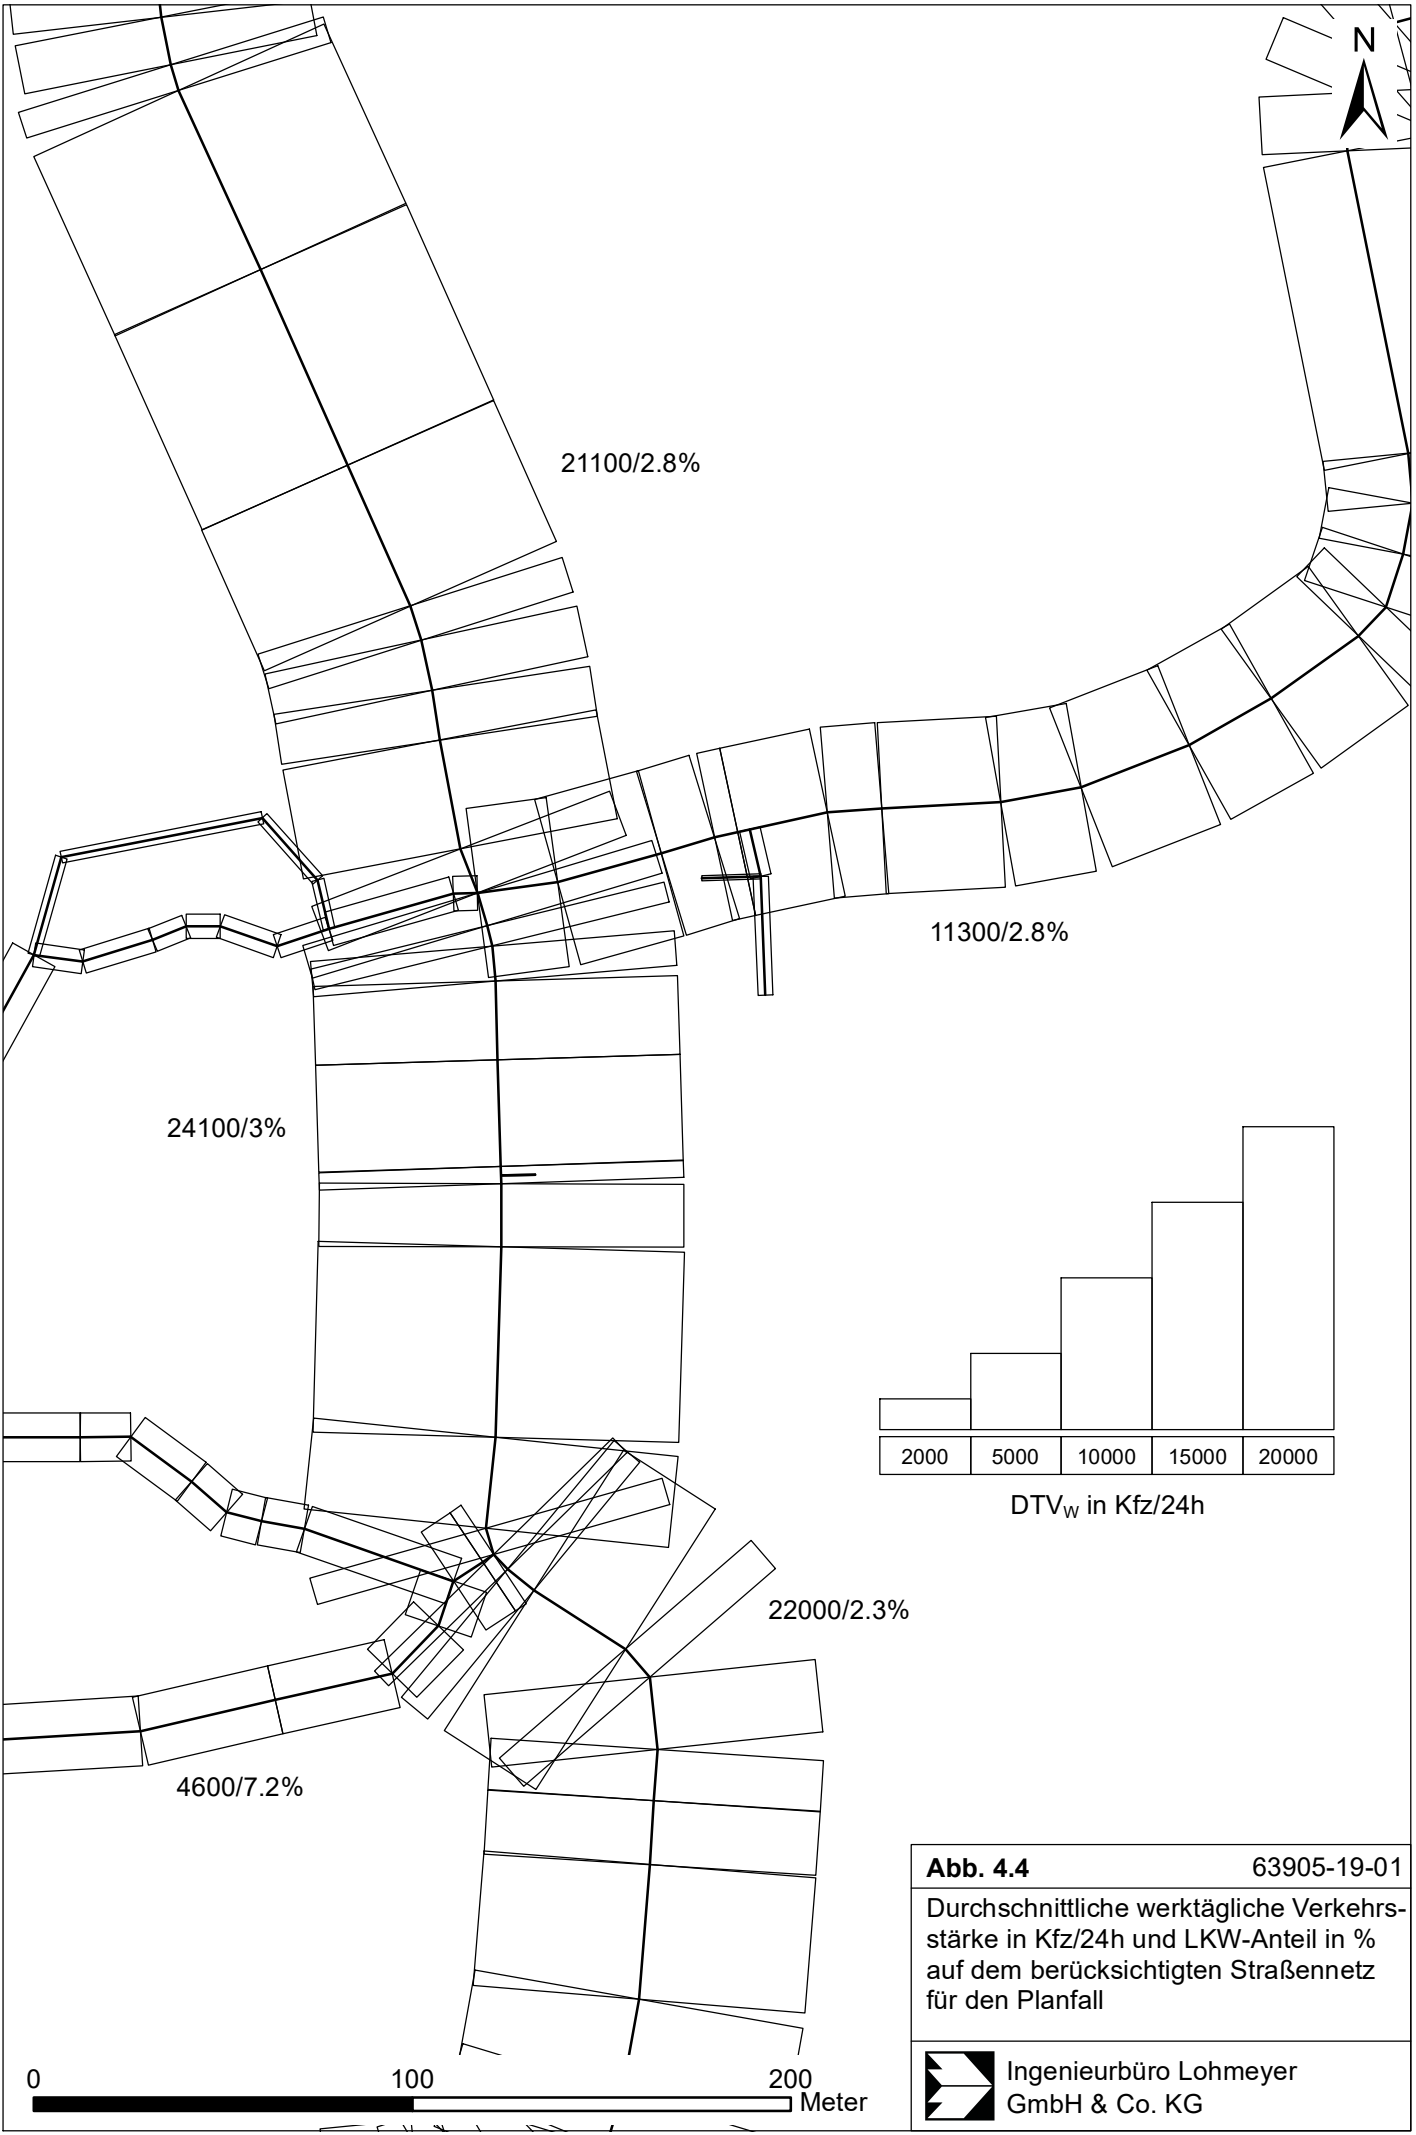 N
21100/2.8%
11300/2.8%
24100/3%
2000 5000 10000 15000 20000
DTVW in Kfz/24h
22000/2.3%
4600/7.2%
Abb. 4.4 63905-19-01
Durchschnittliche werktägliche Verkehrs-
stärke in Kfz/24h und LKW-Anteil in %
auf dem berücksichtigten Straßennetz
für den Planfall
Ingenieurbüro Lohmeyer
GmbH & Co. KG
0 100 200
Meter